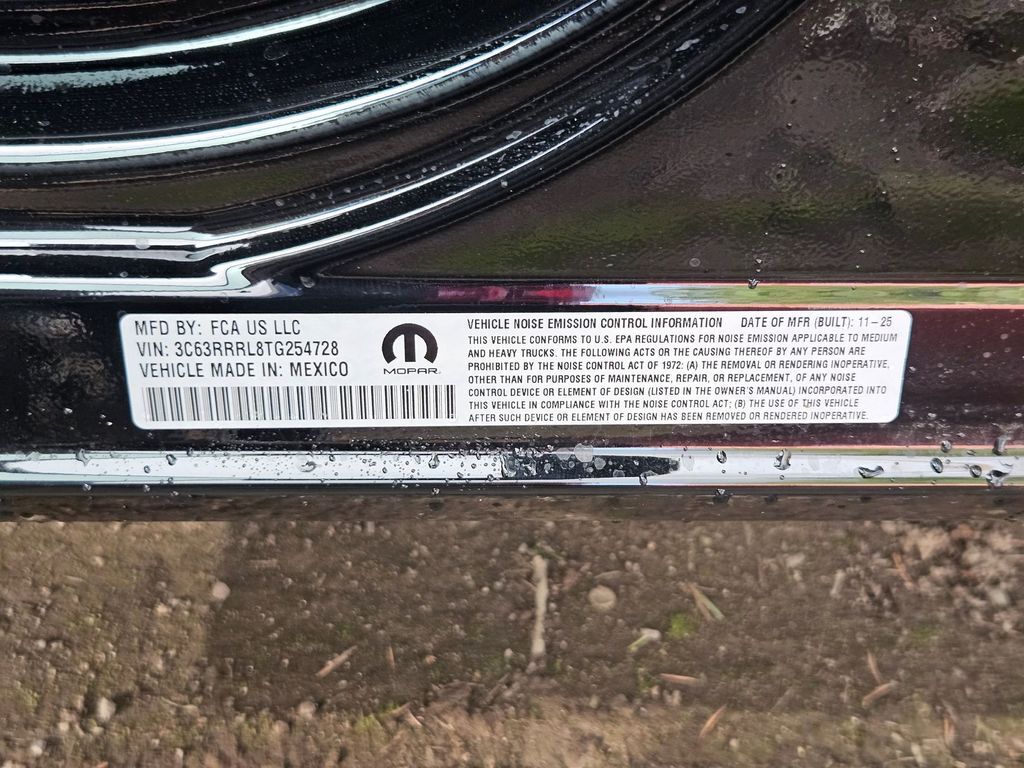 MFD BY: FCA US LLC
VIN: 3C63RRRL8TG254728
VEHICLE MADE IN: MEXICO
MOPAR
VEHICLE NOISE EMISSION CONTROL INFORMATION DATE OF MFR (BUILT): 11-25
THIS VEHICLE CONFORMS TO U.S. EPA REGULATIONS FOR NOISE EMISSION APPLICABLE TO MEDIUM
AND HEAVY TRUCKS. THE FOLLOWING ACTS OR THE CAUSING THEREOF BY ANY PERSON ARE
PROHIBITED BY THE NOISE CONTROL ACT OF 1972: (A) THE REMOVAL OR RENDERING INOPERATIVE,
OTHER THAN FOR PURPOSES OF MAINTENANCE, REPAIR, OR REPLACEMENT, OF ANY NOISE
CONTROL DEVICE OR ELEMENT OF DESIGN (LISTED IN THE OWNER'S MANUAL) INCORPORATED INTO
THIS VEHICLE IN COMPLIANCE WITH THE NOISE CONTROL ACT; (B) THE USE OF THIS VEHICLE
AFTER SUCH DEVICE OR ELEMENT OF DESIGN HAS BEEN REMOVED OR RENDERED INOPERATIVE.